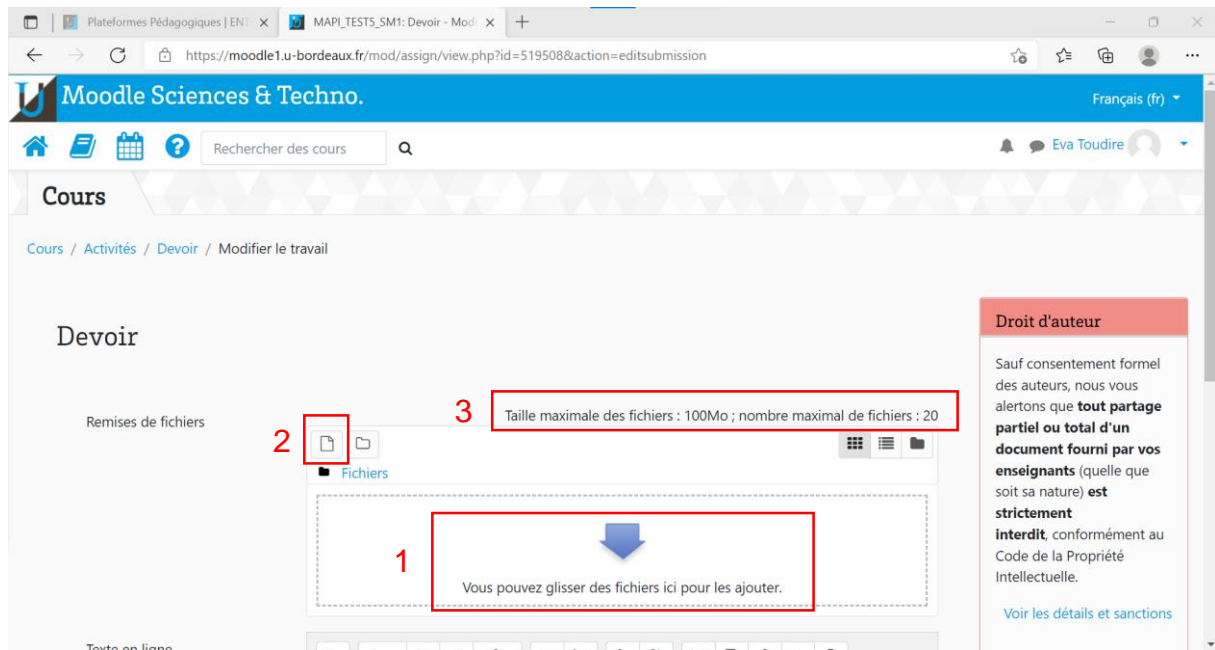 Plateformes Pédagogiques | ENT
MAPI_TEST5_SM1: Devoir - Mod
https://moodle1.u-bordeaux.fr/mod/assign/view.php?id=519508&action=editsubmission
Moodle Sciences & Techno.
Français (fr)
Rechercher des cours
Eva Toudire
Cours
Cours / Activités / Devoir / Modifier le travail
Devoir
Remises de fichiers
3
Taille maximale des fichiers : 100Mo ; nombre maximal de fichiers : 20
2
Fichiers
1
Vous pouvez glisser des fichiers ici pour les ajouter.
Texte en ligne
Droit d'auteur
Sauf consentement formel
des auteurs, nous vous
alertons que tout partage
partiel ou total d'un
document fourni par vos
enseignants (quelle que
soit sa nature) est
strictement
interdit, conformément au
Code de la Propriété
Intellectuelle.
Voir les détails et sanctions